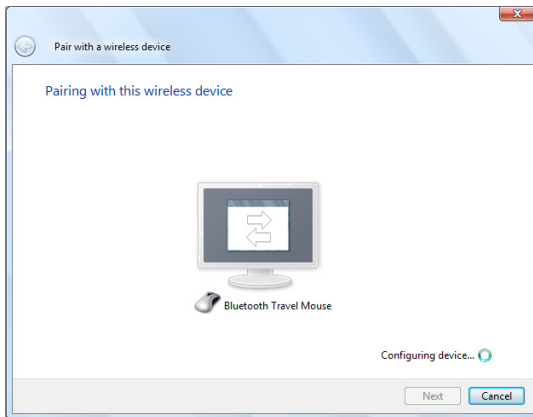 Pair with a wireless device
Pairing with this wireless device
Bluetooth Travel Mouse
Configuring device...
Next
Cancel